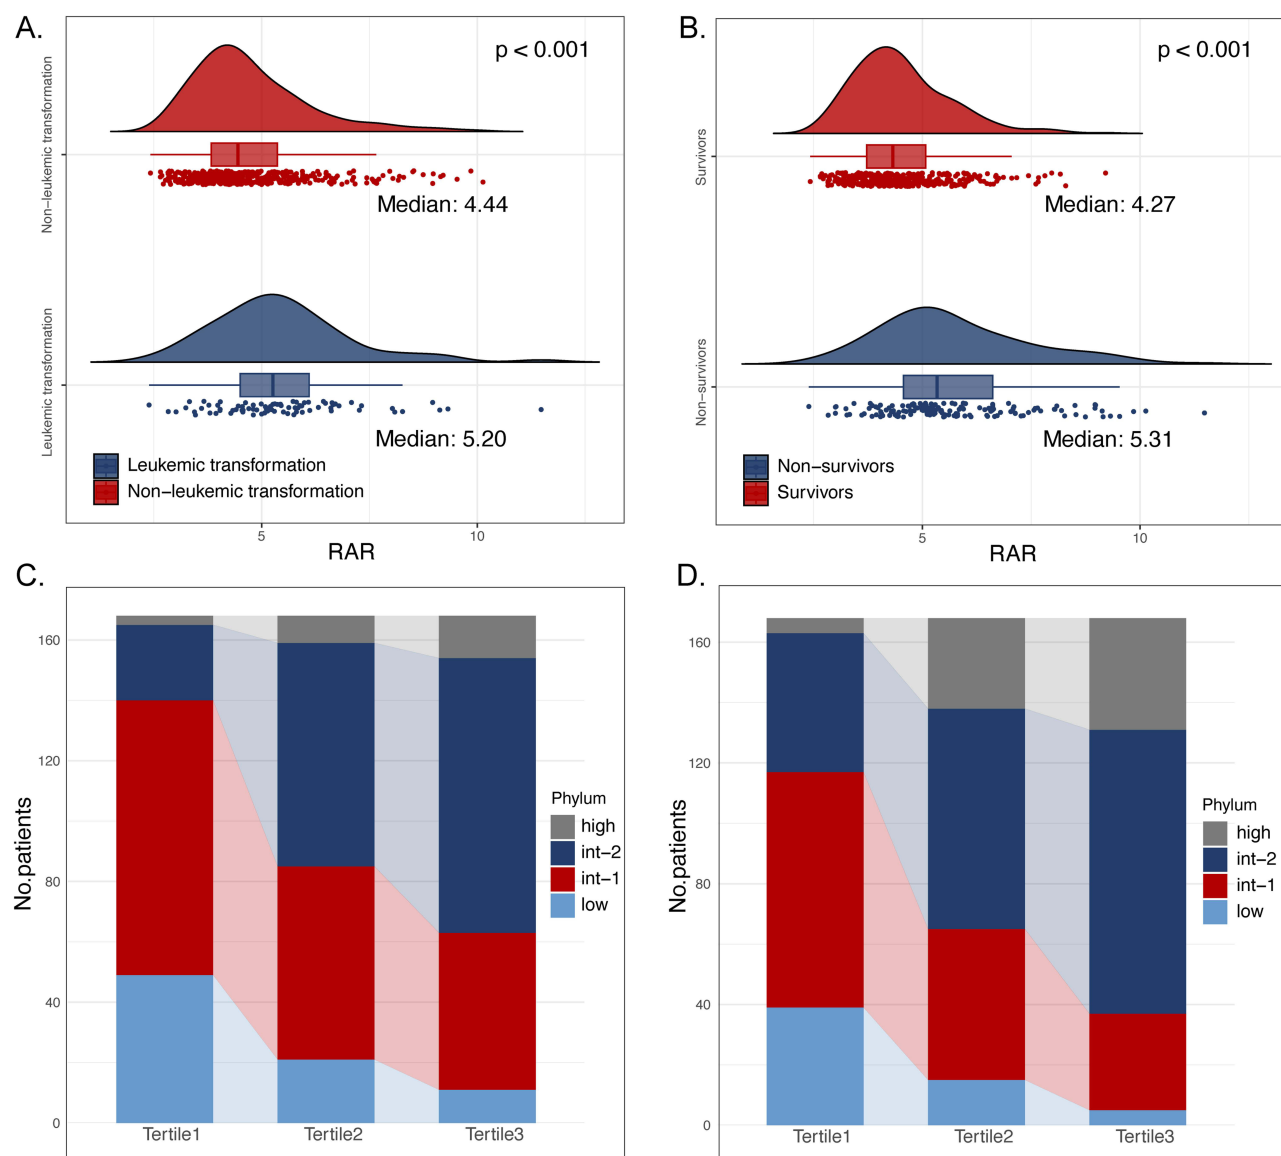 A.
p < 0.001
Non−leukemic transformation
Median: 4.44
Leukemic transformation
Median: 5.20
Leukemic transformation
Non−leukemic transformation
5
10
RAR
B.
p < 0.001
Survivors
Median: 4.27
Non−survivors
Median: 5.31
Non−survivors
Survivors
5
10
RAR
C.
No.patients
160
120
80
40
0
Tertile1
Tertile2
Tertile3
Phylum
high
int−2
int−1
low
D.
No.patients
160
120
80
40
0
Tertile1
Tertile2
Tertile3
Phylum
high
int−2
int−1
low